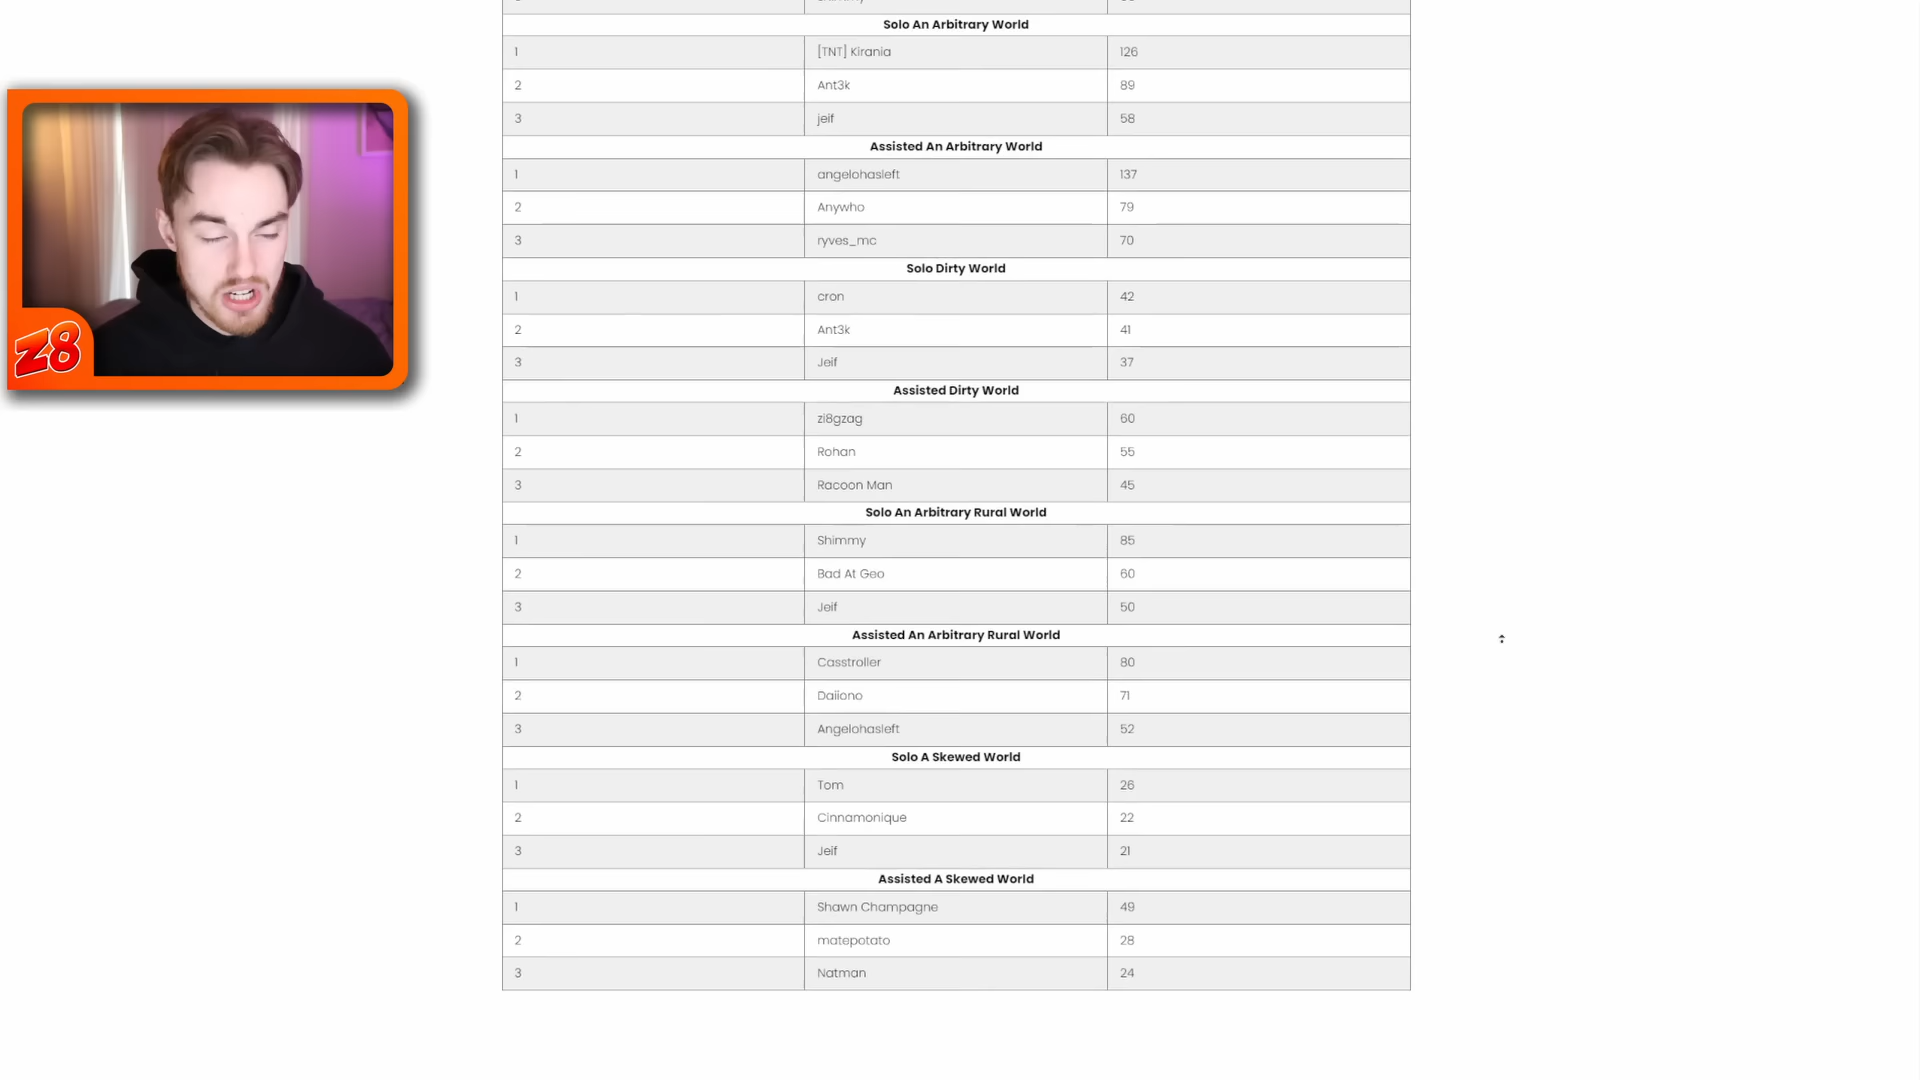 Solo An Arbitrary World
1 [TNT] Kirania 126
2 Ant3k 89
3 jeif 58
Assisted An Arbitrary World
1 angelohasleft 137
2 Anywho 79
3 ryves_mc 70
Solo Dirty World
1 cron 42
2 Ant3k 41
3 Jeif 37
Assisted Dirty World
1 zi8gzag 60
2 Rohan 55
3 Racoon Man 45
Solo An Arbitrary Rural World
1 Shimmy 85
2 Bad At Geo 60
3 Jeif 50
Assisted An Arbitrary Rural World
1 Casstroller 80
2 Daiiono 71
3 Angelohasleft 52
Solo A Skewed World
1 Tom 26
2 Cinnamonique 22
3 Jeif 21
Assisted A Skewed World
1 Shawn Champagne 49
2 matepotato 28
3 Natman 24
z8